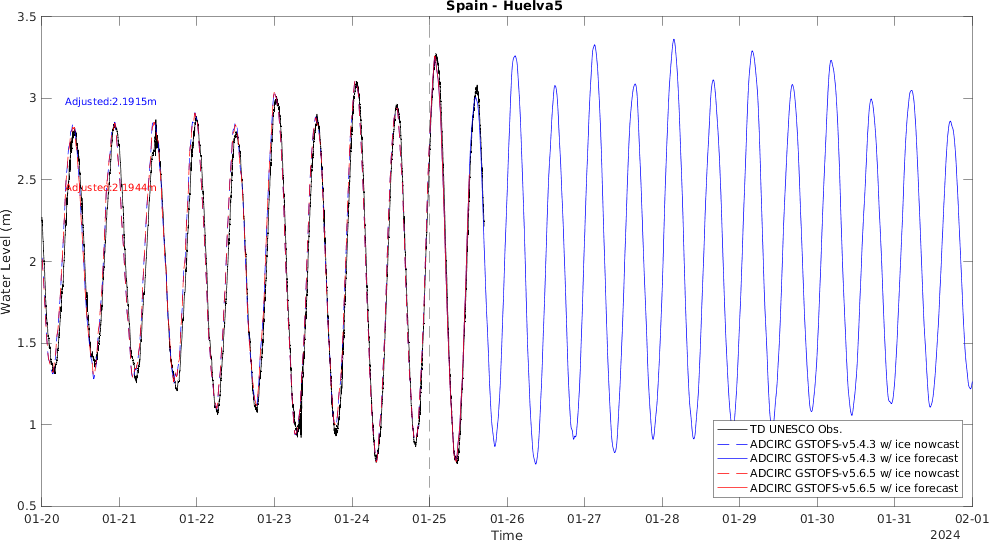 Spain - Huelva5
3.5
3
2.5
2
1.5
1
0.5
Water Level (m)
Adjusted:2.1915m
Adjusted:2.1944m
TD UNESCO Obs.
ADCIRC GSTOFS-v5.4.3 w/ ice nowcast
ADCIRC GSTOFS-v5.4.3 w/ ice forecast
ADCIRC GSTOFS-v5.6.5 w/ ice nowcast
ADCIRC GSTOFS-v5.6.5 w/ ice forecast
01-20 01-21 01-22 01-23 01-24 01-25 01-26 01-27 01-28 01-29 01-30 01-31 02-01
Time
2024